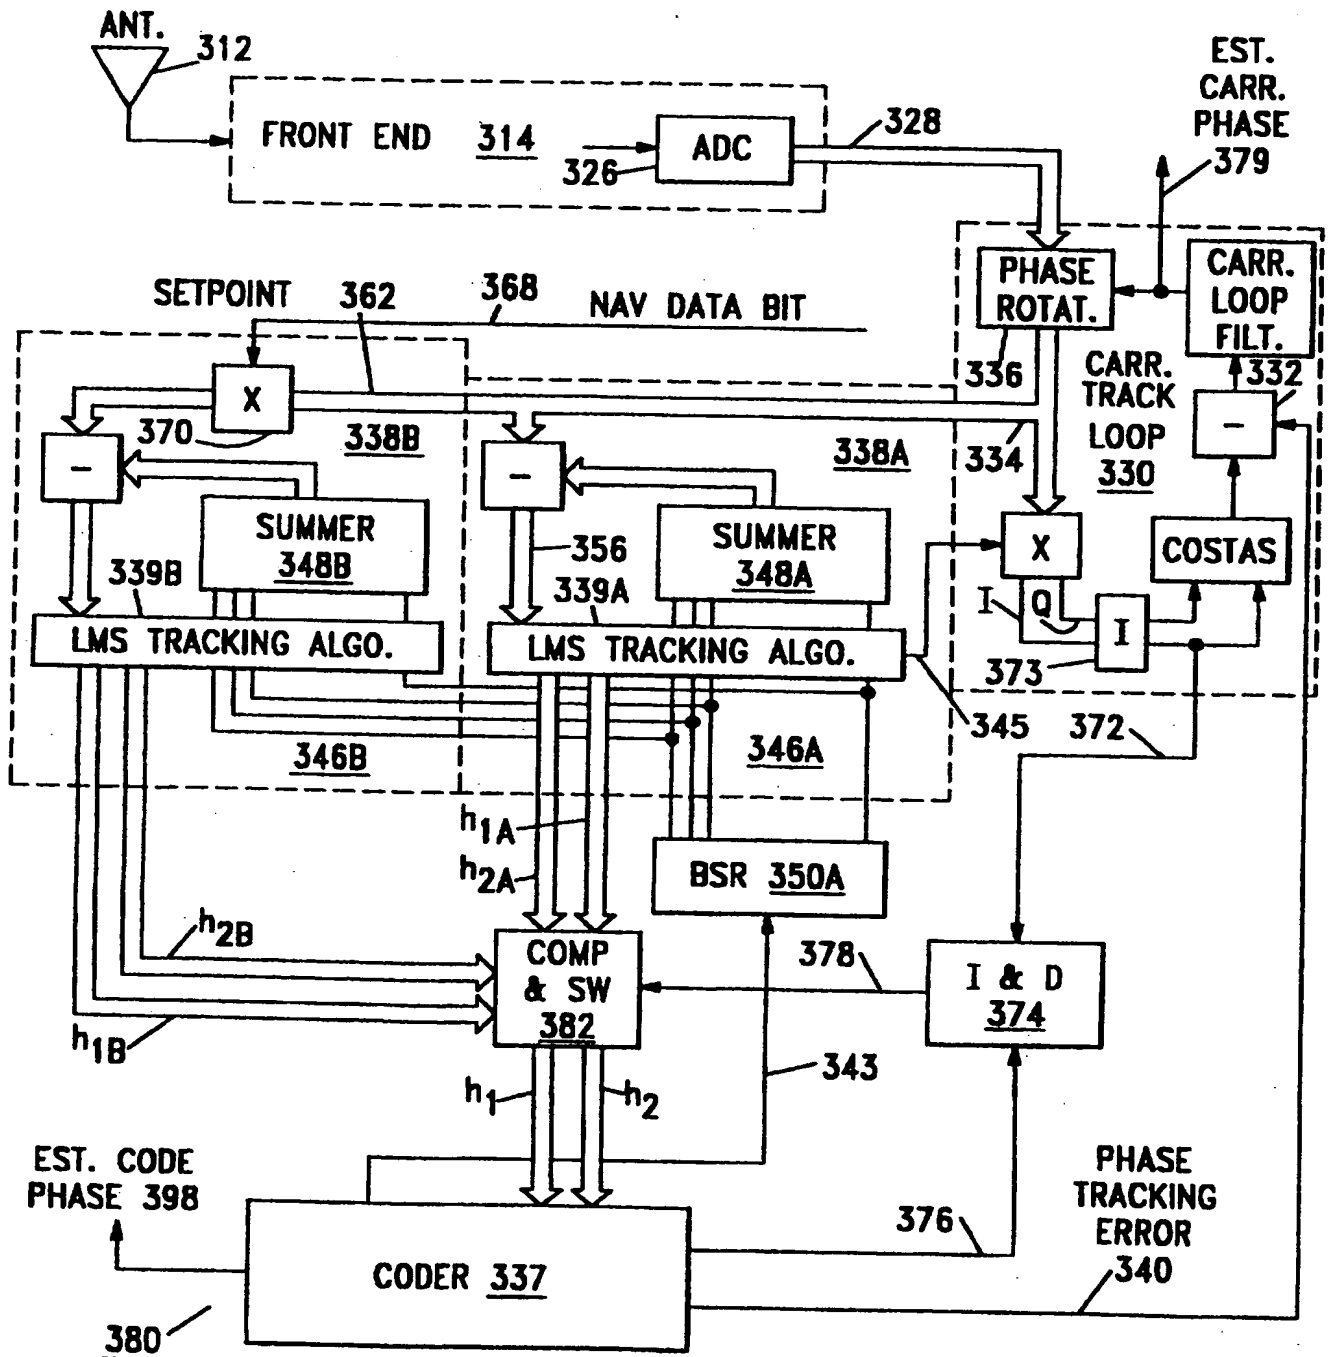 ANT.
312
FRONT END 314
326
ADC
328
EST.
CARR.
PHASE
379
PHASE
ROTAT.
CARR.
LOOP
FILT.
336
332
CARR.
TRACK
LOOP
330
334
SETPOINT
362
368
NAV DATA BIT
X
370
338B
338A
−
−
−
SUMMER
348B
SUMMER
348A
356
339B
339A
LMS TRACKING ALGO.
LMS TRACKING ALGO.
X
COSTAS
I
Q
I
373
345
372
346B
346A
h1A
h2A
BSR 350A
h2B
h1B
COMP
& SW
382
378
I & D
374
343
h1
h2
EST. CODE
PHASE 398
CODER 337
376
PHASE
TRACKING
ERROR
340
380